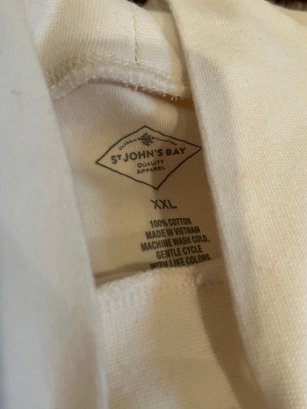 ST JOHN'S BAY
QUALITY
APPAREL
XXL
100% COTTON
MADE IN VIETNAM
MACHINE WASH COLD,
GENTLE CYCLE
WITH LIKE COLORS.